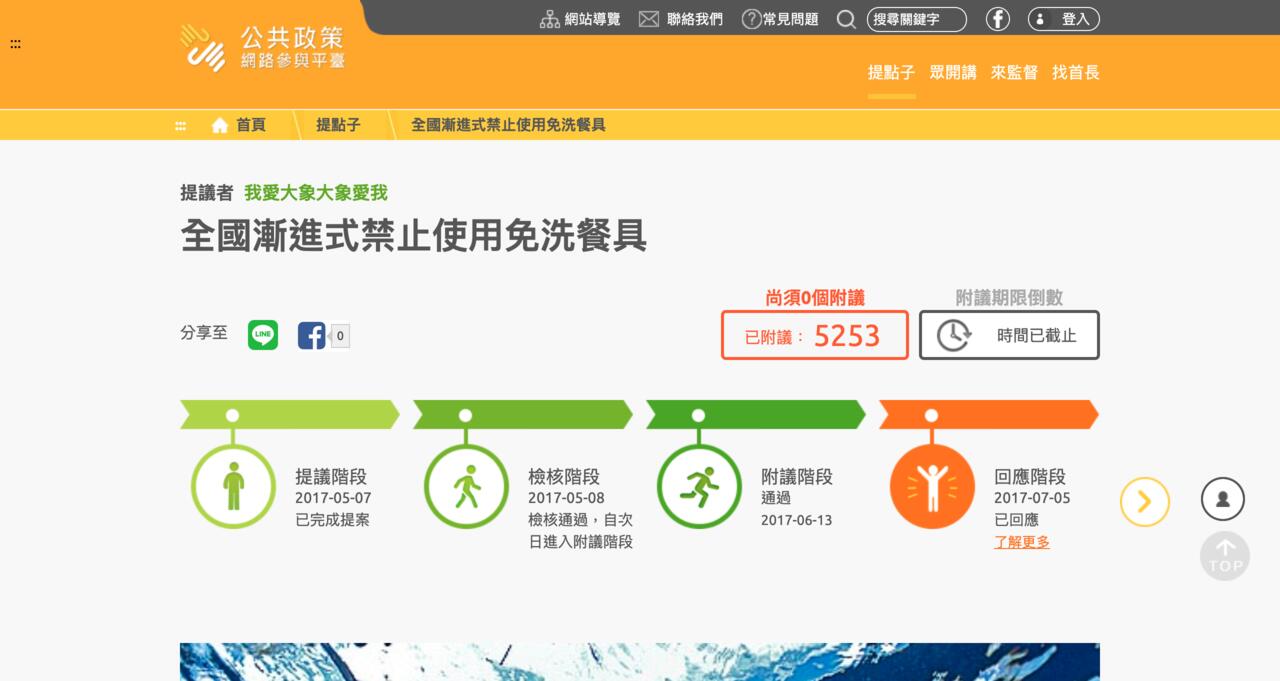 網站導覽 聯絡我們 常見問題 搜尋關鍵字 登入
公共政策
網路參與平臺
提點子 眾開講 來監督 找首長
首頁 提點子 全國漸進式禁止使用免洗餐具
提議者 我愛大象大象愛我
全國漸進式禁止使用免洗餐具
尚須0個附議 附議期限倒數
分享至 LINE 0 已附議： 5253 時間已截止
提議階段
2017-05-07
已完成提案
檢核階段
2017-05-08
檢核通過，自次
日進入附議階段
附議階段
通過
2017-06-13
回應階段
2017-07-05
已回應
了解更多
TOP